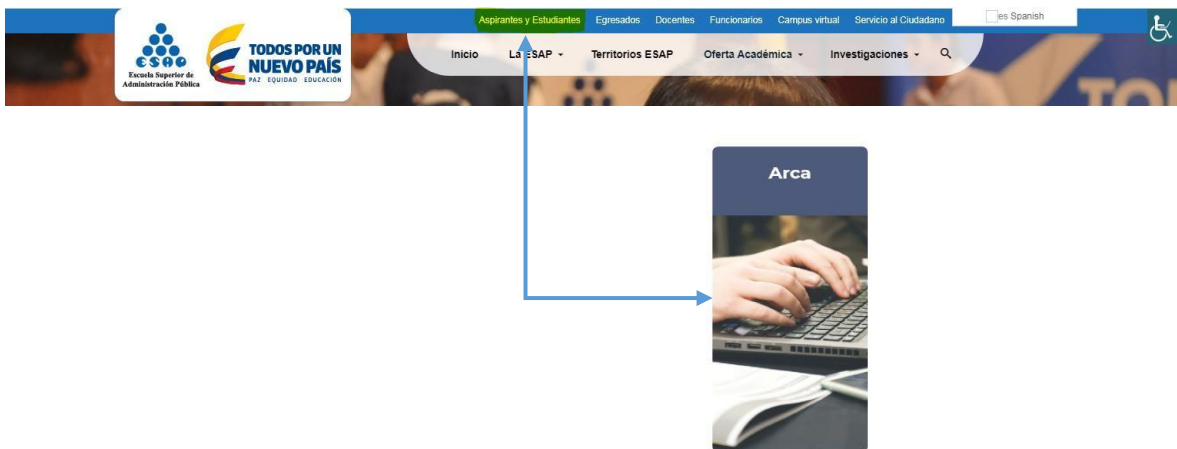 Aspirantes y Estudiantes Egresados Docentes Funcionarios Campus virtual Servicio al Ciudadano es Spanish
esap
Escuela Superior de
Administración Pública
TODOS POR UN
NUEVO PAÍS
PAZ EQUIDAD EDUCACIÓN
Inicio La ESAP Territorios ESAP Oferta Académica Investigaciones
TO
Arca